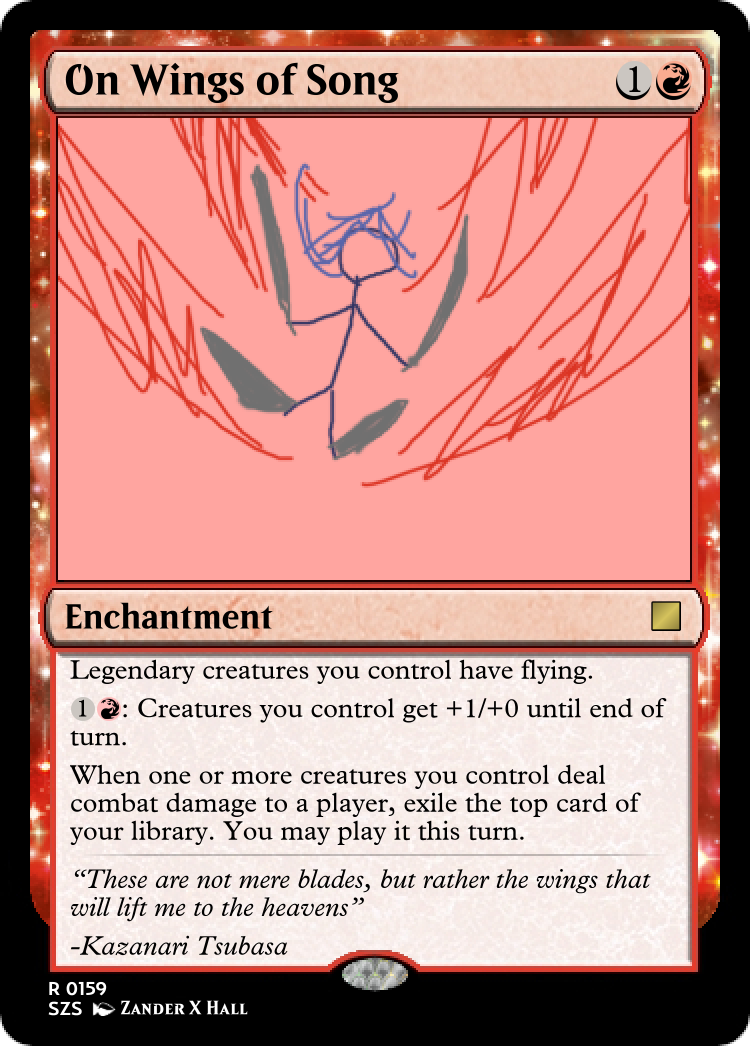 On Wings of Song 1
Enchantment
Legendary creatures you control have flying.
1: Creatures you control get +1/+0 until end of
turn.
When one or more creatures you control deal
combat damage to a player, exile the top card of
your library. You may play it this turn.
“These are not mere blades, but rather the wings that
will lift me to the heavens”
-Kazanari Tsubasa
R 0159
SZS Zander X Hall